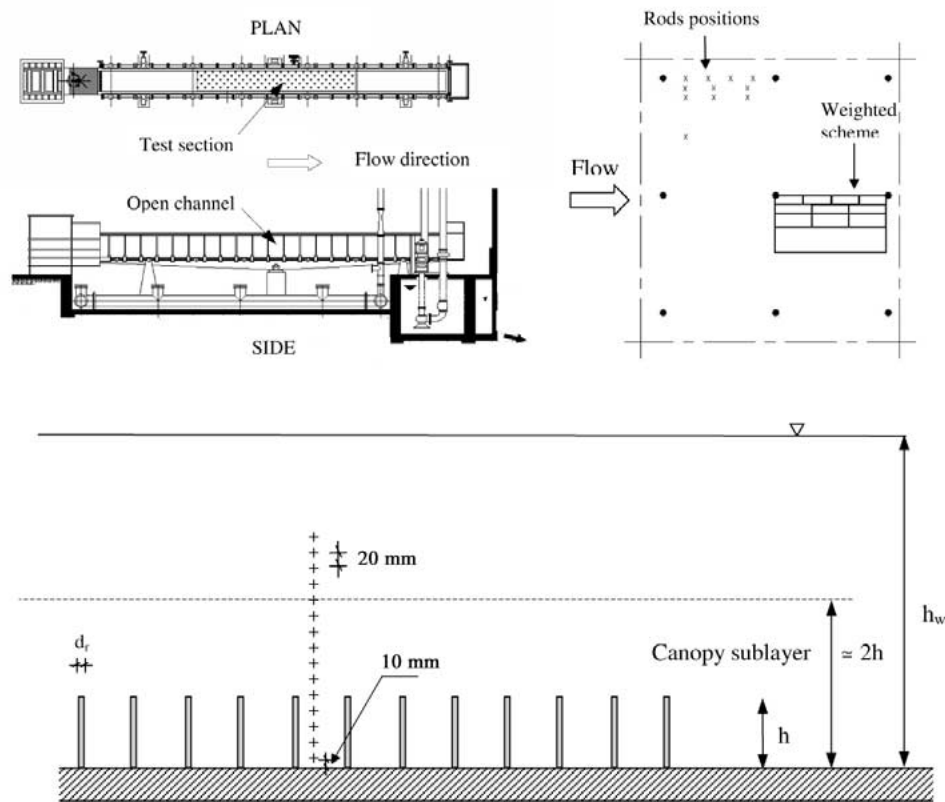 PLAN
Test section
Flow direction
Open channel
SIDE
Rods positions
x x x x
x x x
x x x
x
Weighted
scheme
Flow
20 mm
d_r
10 mm
Canopy sublayer
≃ 2h
h
h_w